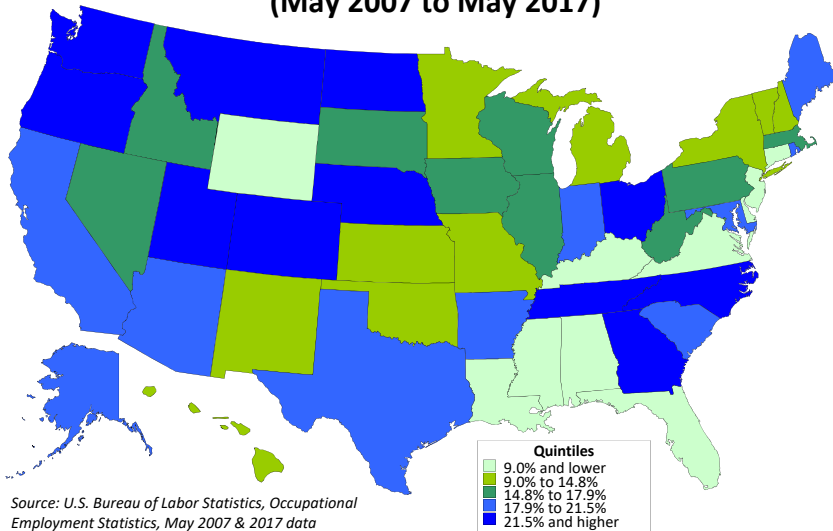 (May 2007 to May 2017)
Quintiles
9.0% and lower
9.0% to 14.8%
14.8% to 17.9%
17.9% to 21.5%
21.5% and higher
Source: U.S. Bureau of Labor Statistics, Occupational
Employment Statistics, May 2007 & 2017 data